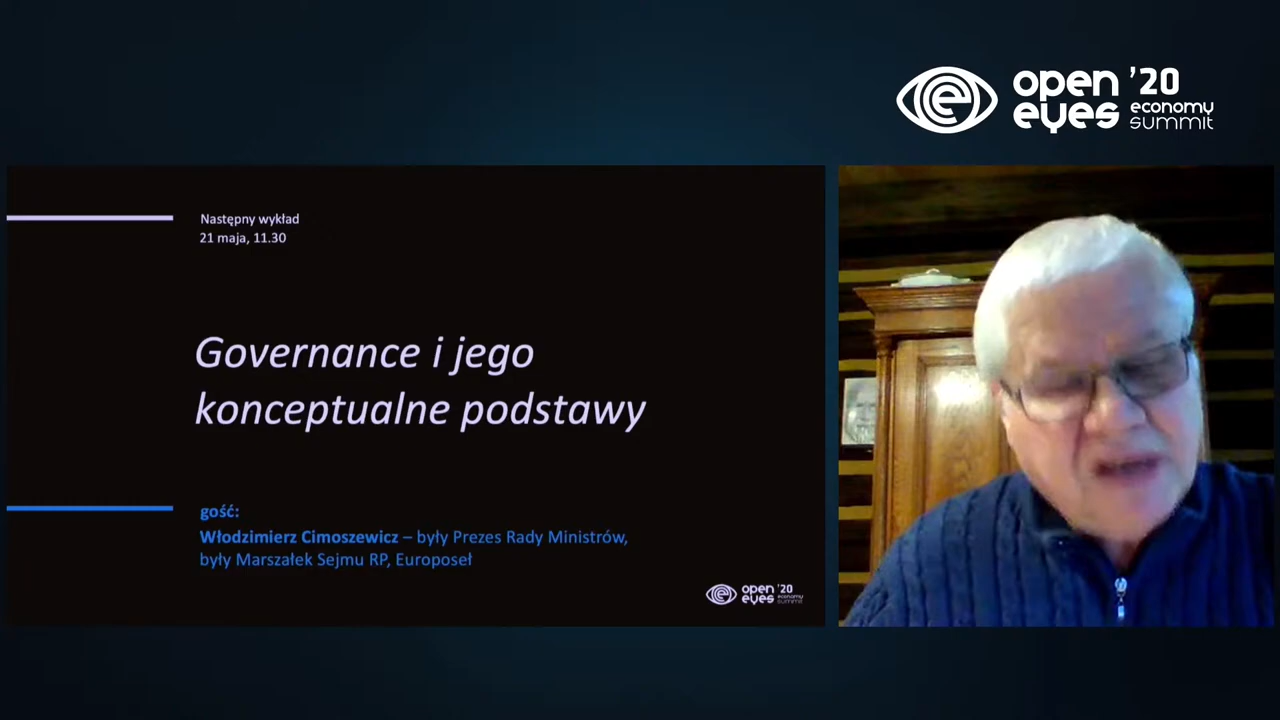 open '20
eyes economy
summit
Następny wykład
21 maja, 11.30
Governance i jego
konceptualne podstawy
gość:
Włodzimierz Cimoszewicz – były Prezes Rady Ministrów,
były Marszałek Sejmu RP, Europoseł
open '20
eyes economy
summit